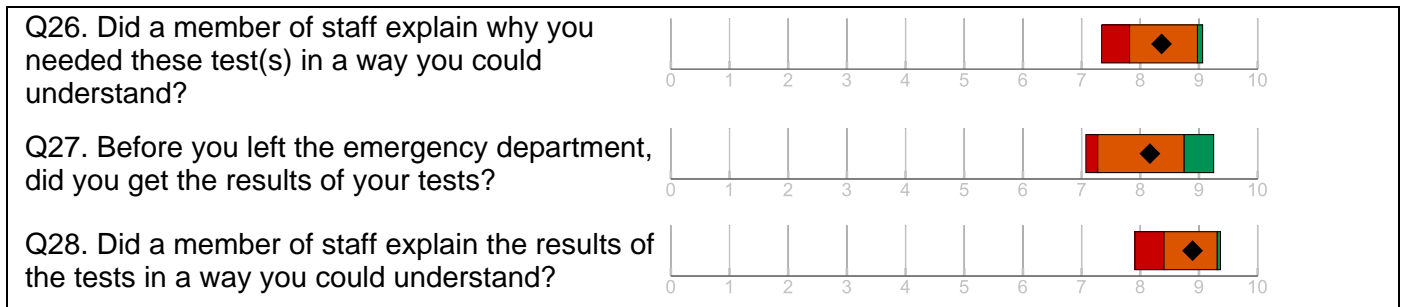 Q26. Did a member of staff explain why you
needed these test(s) in a way you could
understand?
0 1 2 3 4 5 6 7 8 9 10
Q27. Before you left the emergency department,
did you get the results of your tests?
0 1 2 3 4 5 6 7 8 9 10
Q28. Did a member of staff explain the results of
the tests in a way you could understand?
0 1 2 3 4 5 6 7 8 9 10